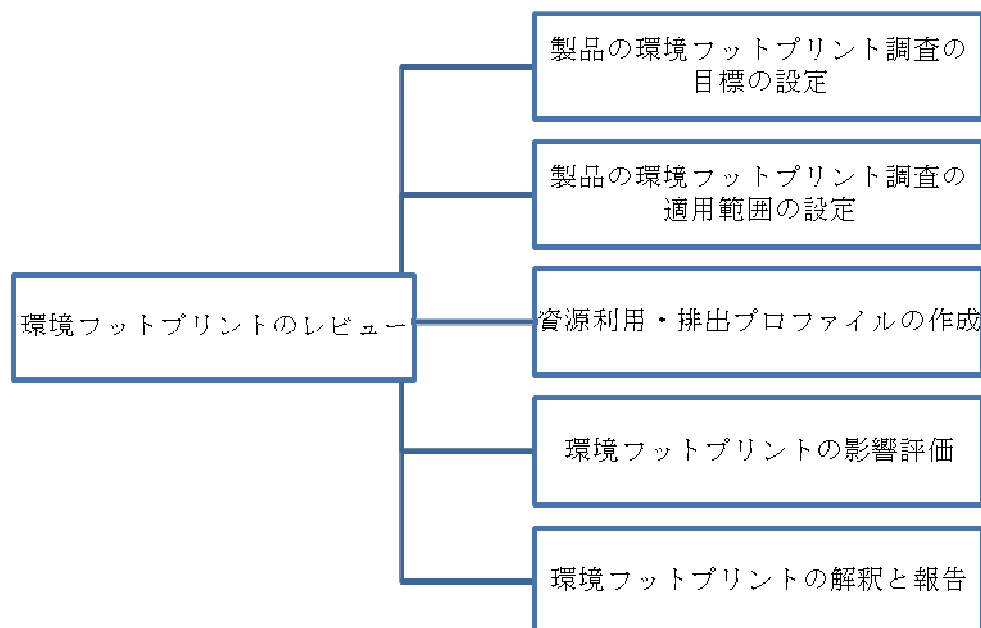 環境フットプリントのレビュー
製品の環境フットプリント調査の
目標の設定
製品の環境フットプリント調査の
適用範囲の設定
資源利用・排出プロファイルの作成
環境フットプリントの影響評価
環境フットプリントの解釈と報告